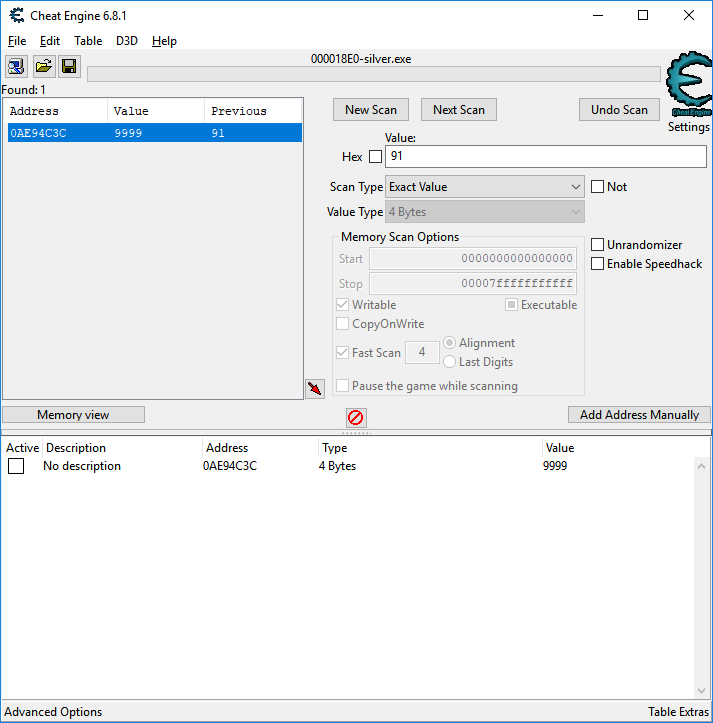 Cheat Engine 6.8.1
File Edit Table D3D Help
000018E0-silver.exe
Found: 1
Address Value Previous
0AE94C3C 9999 91
New Scan Next Scan Undo Scan
Cheat Engine
Settings
Value:
Hex 91
Scan Type Exact Value Not
Value Type 4 Bytes
Memory Scan Options
Start 0000000000000000
Unrandomizer
Stop 00007fffffffffff
Enable Speedhack
Writable Executable
CopyOnWrite
Fast Scan 4 Alignment
Last Digits
Pause the game while scanning
Memory view Add Address Manually
Active Description Address Type Value
No description 0AE94C3C 4 Bytes 9999
Advanced Options Table Extras